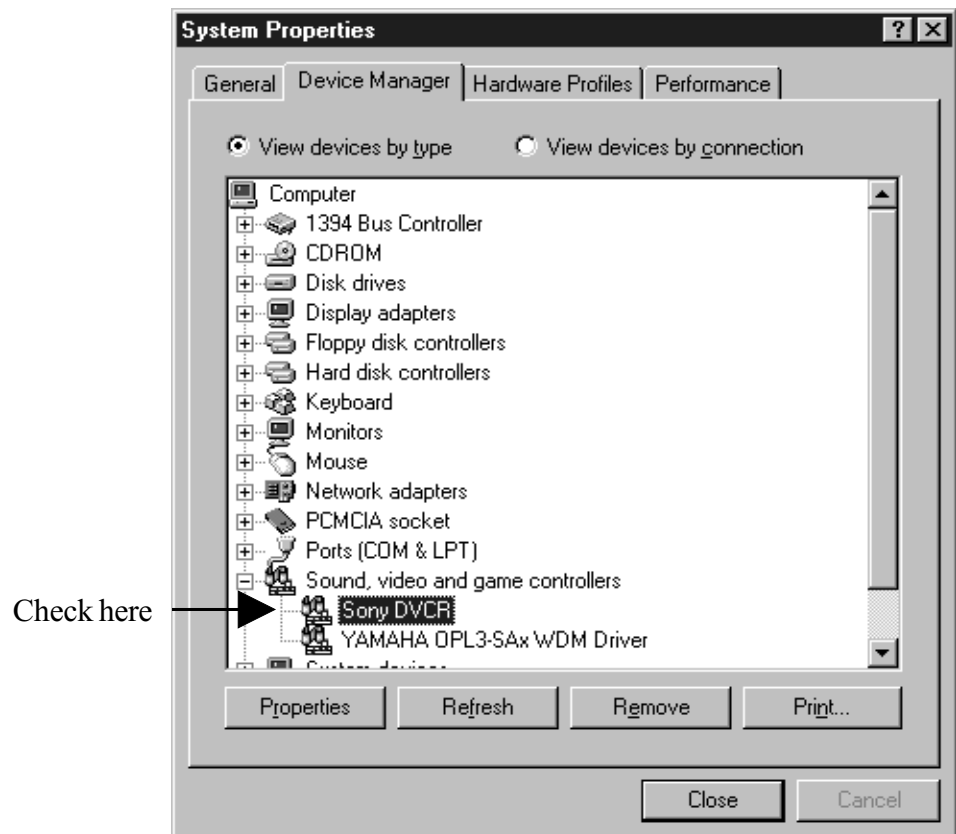 System Properties
General Device Manager Hardware Profiles Performance
View devices by type View devices by connection
Computer
1394 Bus Controller
CDROM
Disk drives
Display adapters
Floppy disk controllers
Hard disk controllers
Keyboard
Monitors
Mouse
Network adapters
PCMCIA socket
Ports (COM & LPT)
Sound, video and game controllers
Check here Sony DVCR
YAMAHA OPL3-SAx WDM Driver
System devices
Properties Refresh Remove Print...
Close Cancel